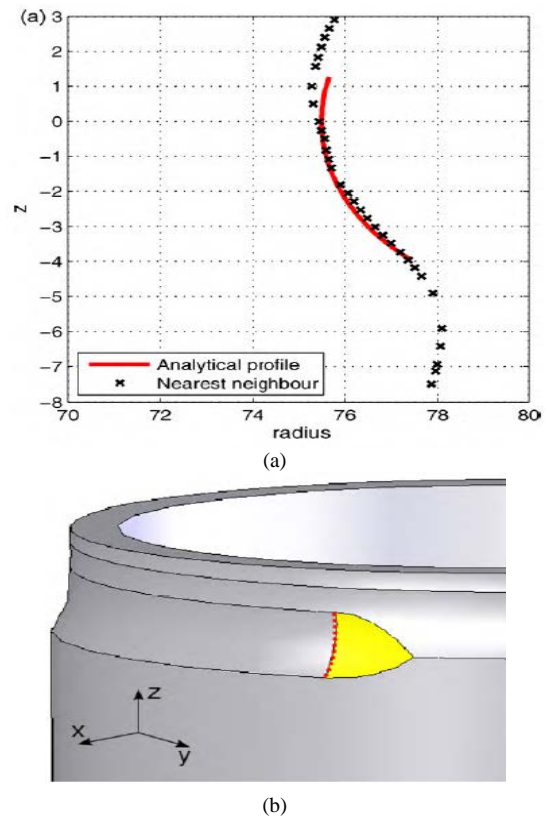 (a)
3
2
1
0
−1
−2
−3
−4
−5
−6
−7
−8
z
Analytical profile
Nearest neighbour
70 72 74 76 78 80
radius
(a)
z
x
y
(b)